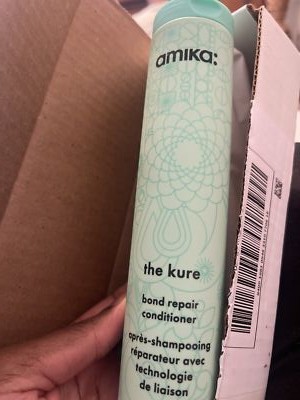 amika:
the kure
bond repair
conditioner
après-shampooing
réparateur avec
technologie
de liaison